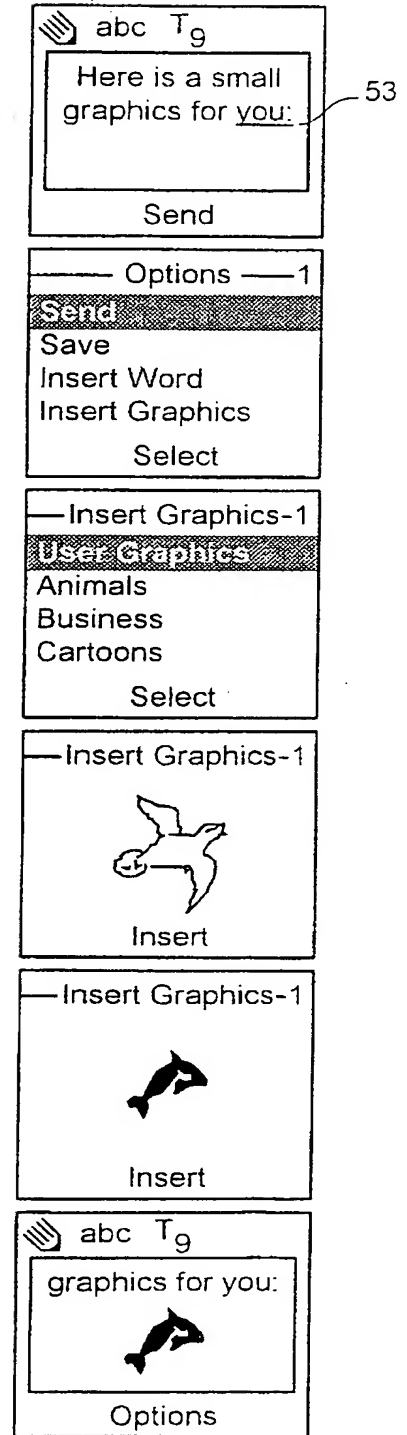 abc T9
Here is a small
graphics for you:
53
Send
Options 1
Send
Save
Insert Word
Insert Graphics
Select
Insert Graphics-1
User Graphics
Animals
Business
Cartoons
Select
Insert Graphics-1
Insert
Insert Graphics-1
Insert
abc T9
graphics for you:
Options